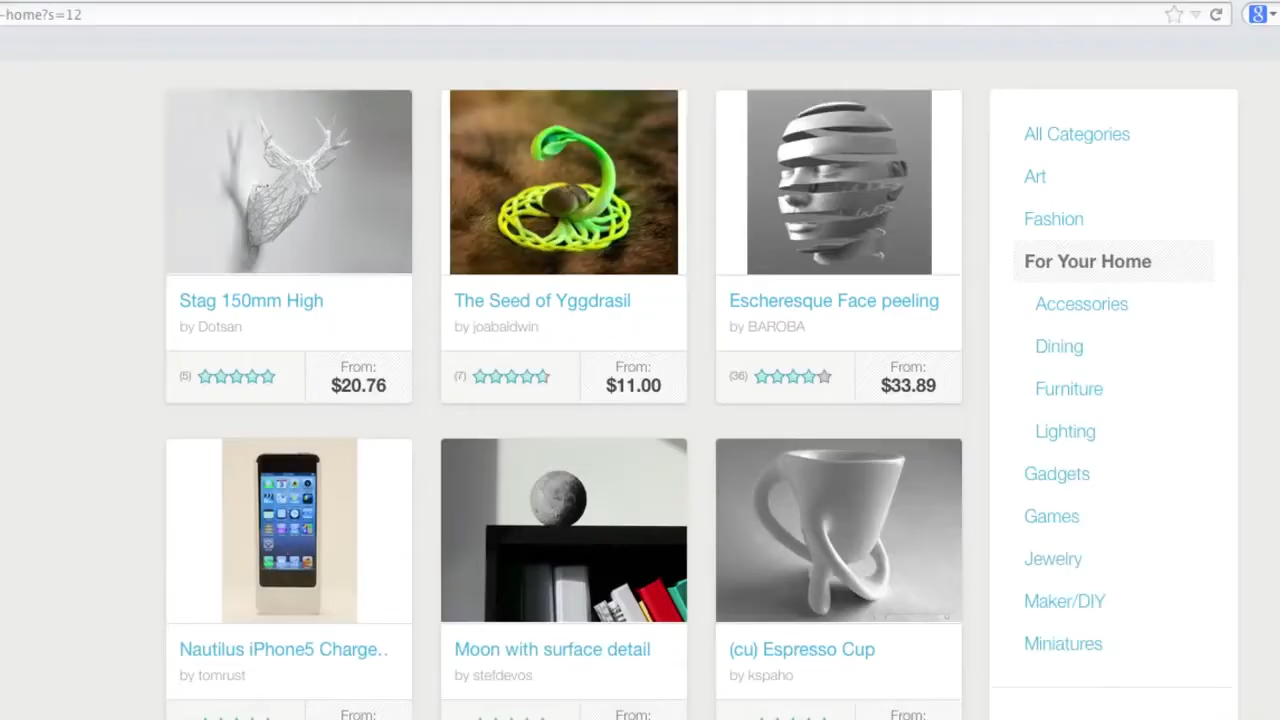 -home?s=12
8
Stag 150mm High
by Dotsan
(5)
From:
$20.76
The Seed of Yggdrasil
by joabaldwin
(7)
From:
$11.00
Escheresque Face peeling
by BAROBA
(36)
From:
$33.89
Nautilus iPhone5 Charge..
by tomrust
From:
Moon with surface detail
by stefdevos
From:
(cu) Espresso Cup
by kspaho
From:
All Categories
Art
Fashion
For Your Home
Accessories
Dining
Furniture
Lighting
Gadgets
Games
Jewelry
Maker/DIY
Miniatures